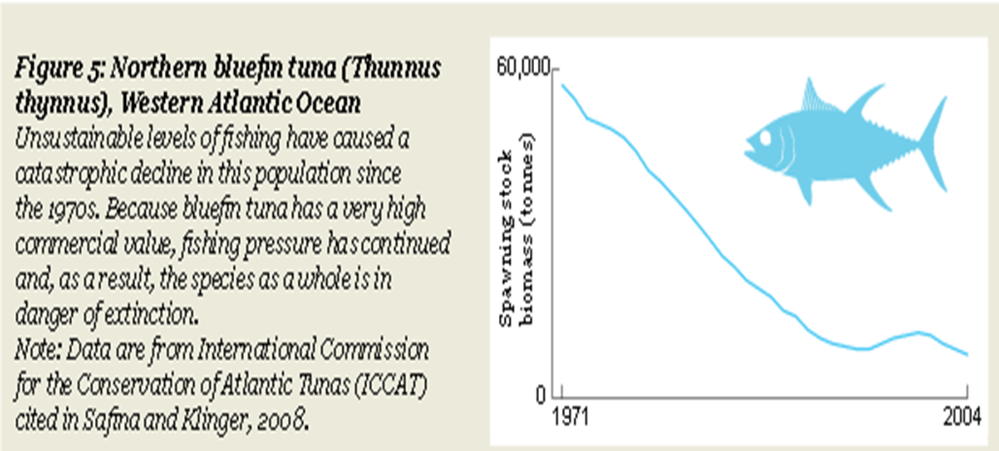 Figure 5: Northern bluefin tuna (Thunnus
thynnus), Western Atlantic Ocean
Unsustainable levels of fishing have caused a
catastrophic decline in this population since
the 1970s. Because bluefin tuna has a very high
commercial value, fishing pressure has continued
and, as a result, the species as a whole is in
danger of extinction.
Note: Data are from International Commission
for the Conservation of Atlantic Tunas (ICCAT)
cited in Safina and Klinger, 2008.
60,000
Spawning stock
biomass (tonnes)
0
1971
2004